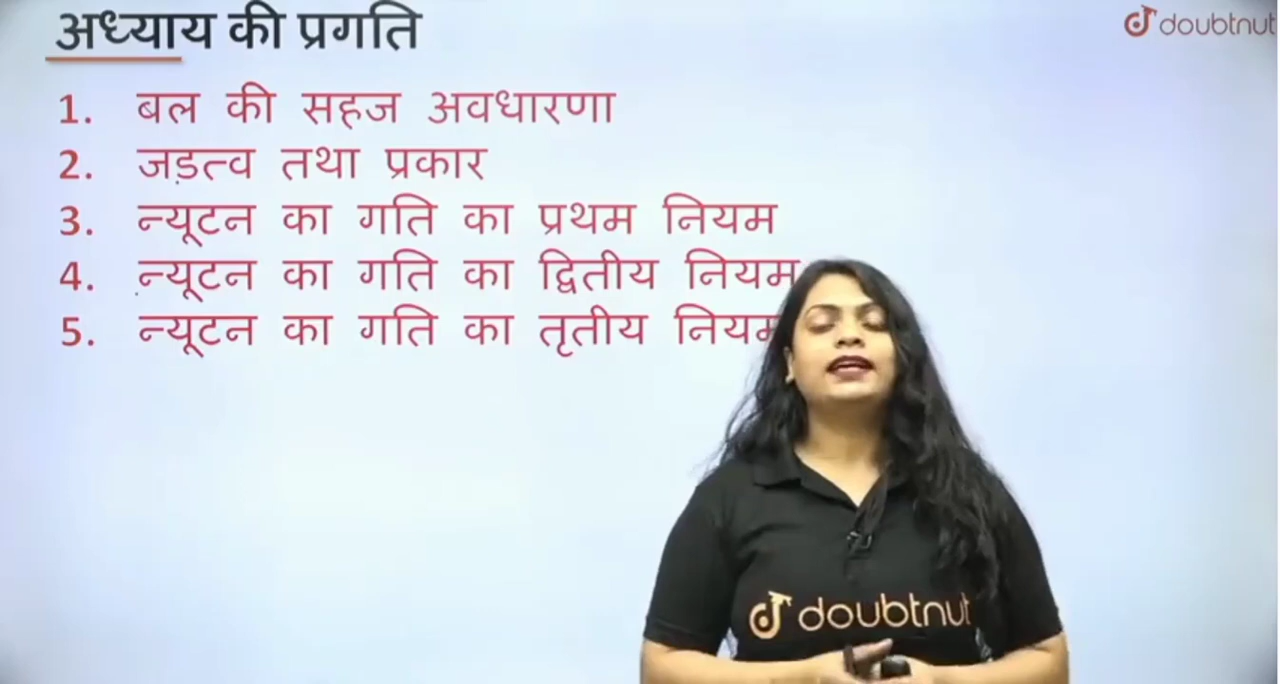 अध्याय की प्रगति
doubtnut
1. बल की सहज अवधारणा
2. जड़त्व तथा प्रकार
3. न्यूटन का गति का प्रथम नियम
4. न्यूटन का गति का द्वितीय नियम
5. न्यूटन का गति का तृतीय नियम
doubtnut